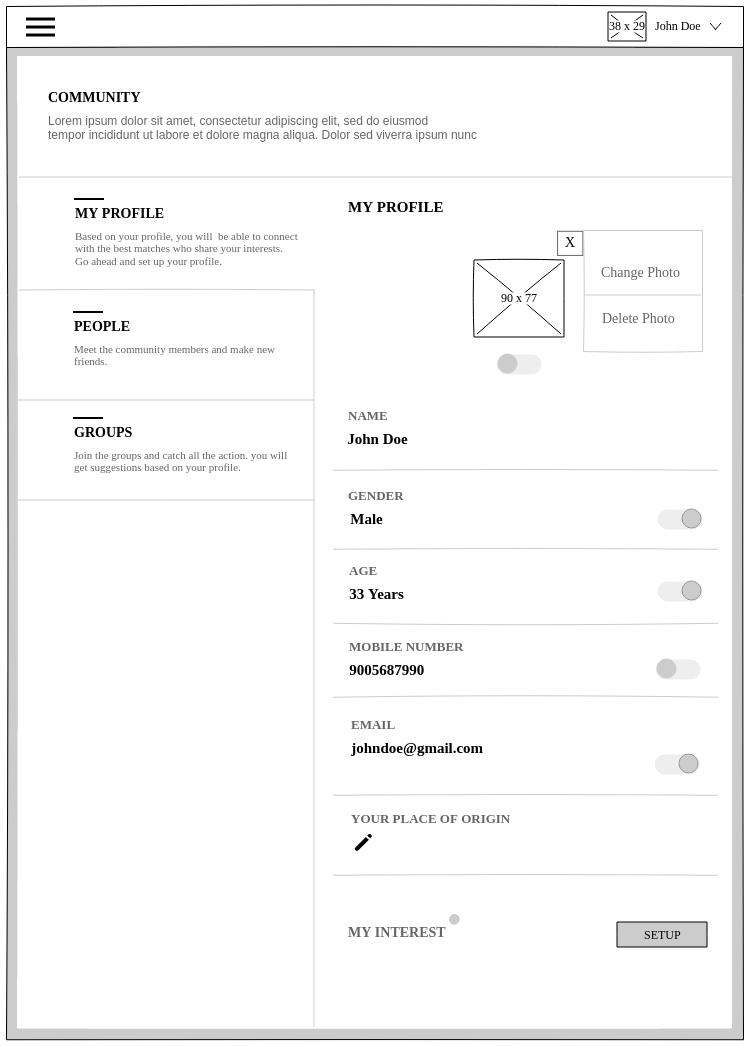 38 x 29 John Doe
COMMUNITY
Lorem ipsum dolor sit amet, consectetur adipiscing elit, sed do eiusmod
tempor incididunt ut labore et dolore magna aliqua. Dolor sed viverra ipsum nunc
MY PROFILE
Based on your profile, you will be able to connect
with the best matches who share your interests.
Go ahead and set up your profile.
PEOPLE
Meet the community members and make new
friends.
GROUPS
Join the groups and catch all the action. you will
get suggestions based on your profile.
MY PROFILE
X
90 x 77
Change Photo
Delete Photo
NAME
John Doe
GENDER
Male
AGE
33 Years
MOBILE NUMBER
9005687990
EMAIL
johndoe@gmail.com
YOUR PLACE OF ORIGIN
MY INTEREST
SETUP